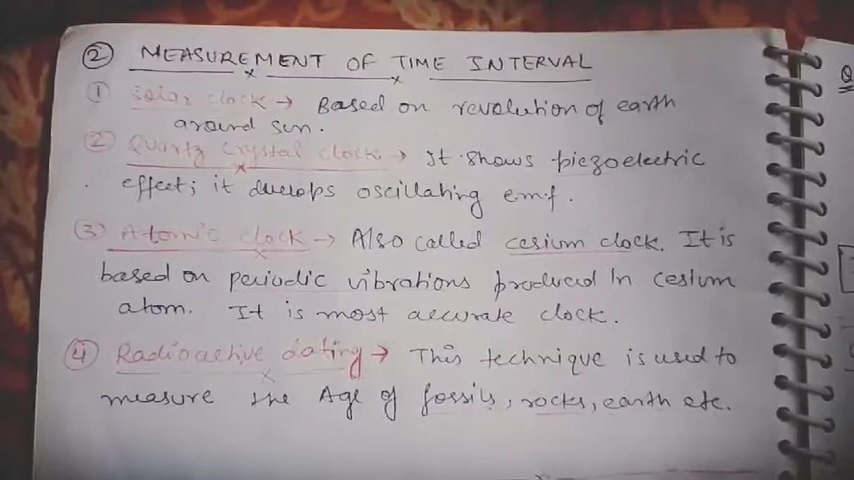 ② MEASUREMENT OF TIME INTERVAL
① Solar clock → Based on revolution of earth
around sun.
② Quartz crystal clock → It shows piezoelectric
effect; it develops oscillating emf.
③ Atomic clock → Also called cesium clock. It is
based on periodic vibrations produced in cesium
atom. It is most accurate clock.
④ Radioactive dating → This technique is used to
measure the Age of fossils, rocks, earth etc.
Q